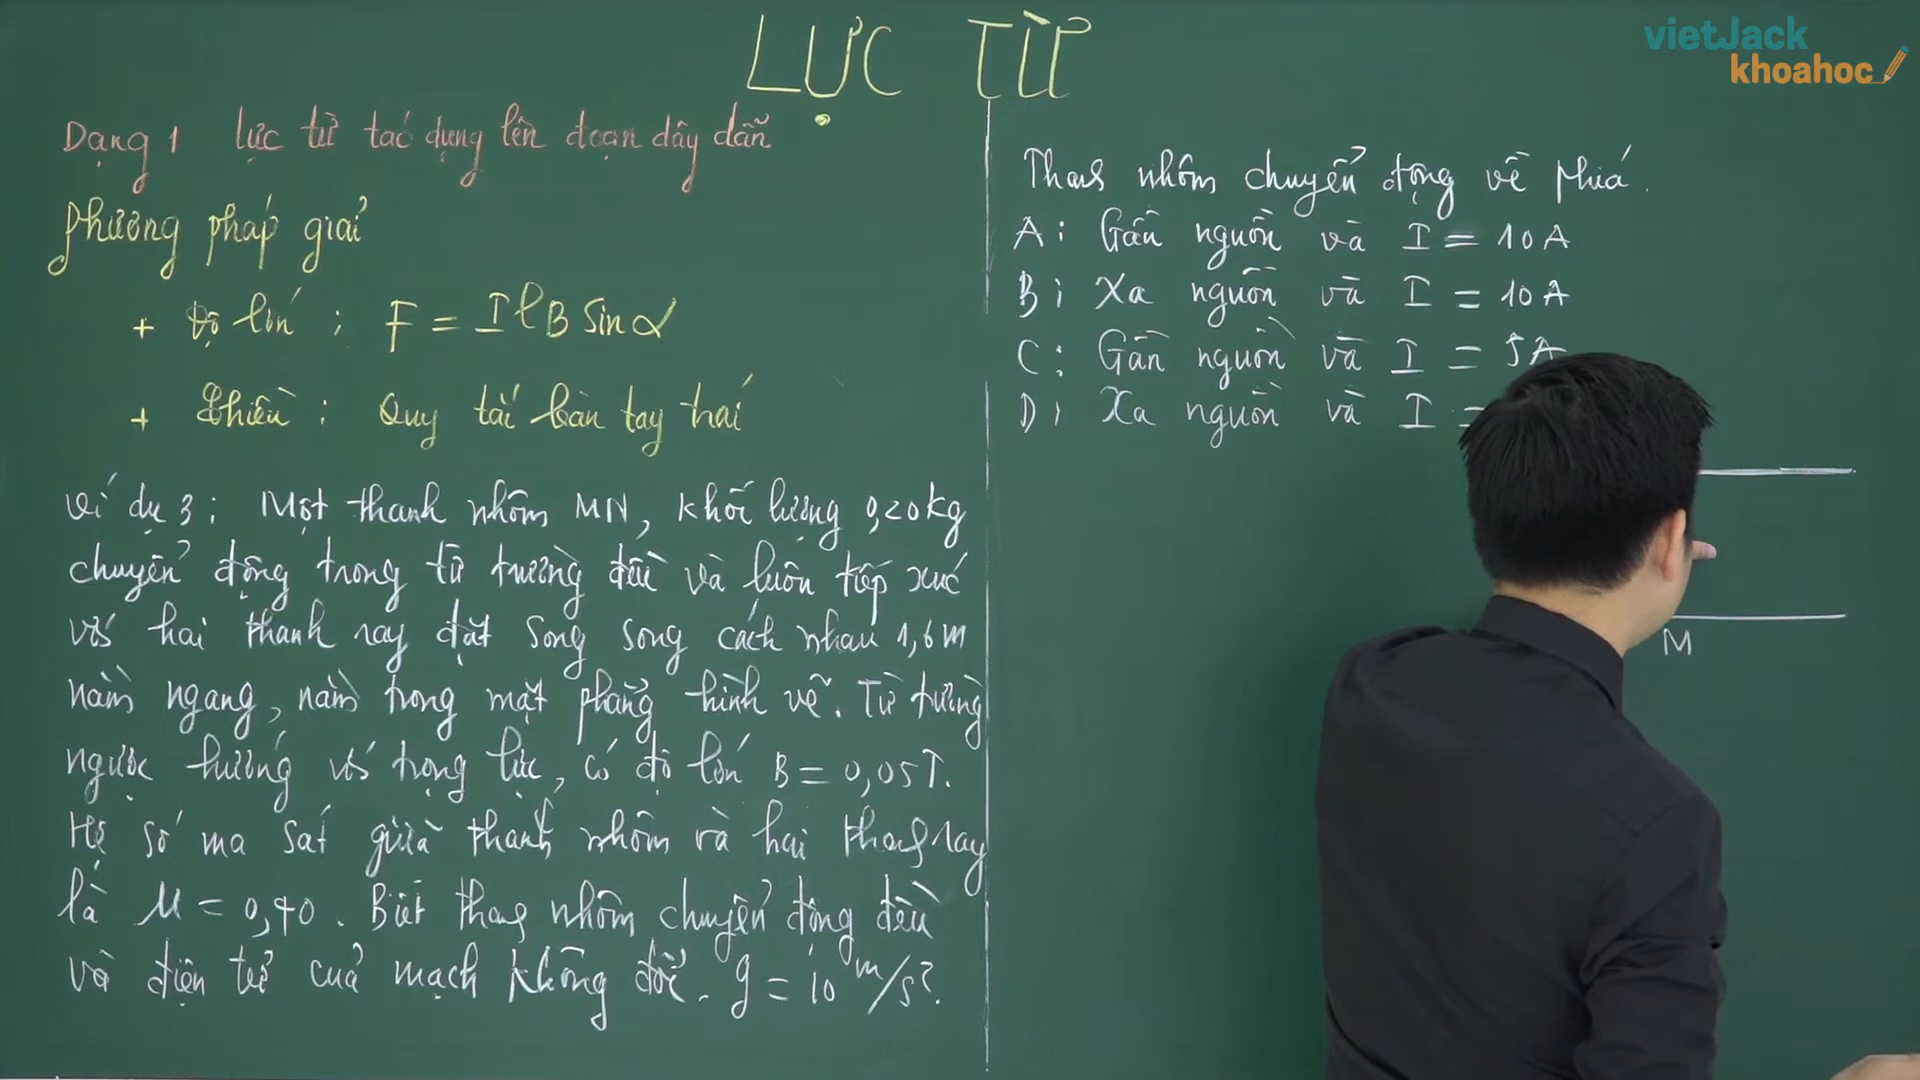 LỰC TỪ
vietJack
khoahoc
Dạng 1 lực từ tác dụng lên đoạn dây dẫn
phương pháp giải
+ Độ lớn : F = IlB sinα
+ Chiều : Quy tắc bàn tay trái
Ví dụ 3 : Một thanh nhôm MN, khối lượng 0,20kg
chuyển động trong từ trường đều và luôn tiếp xúc
với hai thanh ray đặt song song cách nhau 1,6m
nằm ngang, nằm trong mặt phẳng hình vẽ. Từ trường
ngược hướng với trọng lực, có độ lớn B = 0,05T.
Hệ số ma sát giữa thanh nhôm và hai thanh ray
là μ = 0,40. Biết thanh nhôm chuyển động đều
và điện trở của mạch không đổi. g = 10 m/s².
Thanh nhôm chuyển động về phía.
A: Gần nguồn và I = 10A
B: Xa nguồn và I = 10A
C: Gần nguồn và I = 5A
D: Xa nguồn và I =
M